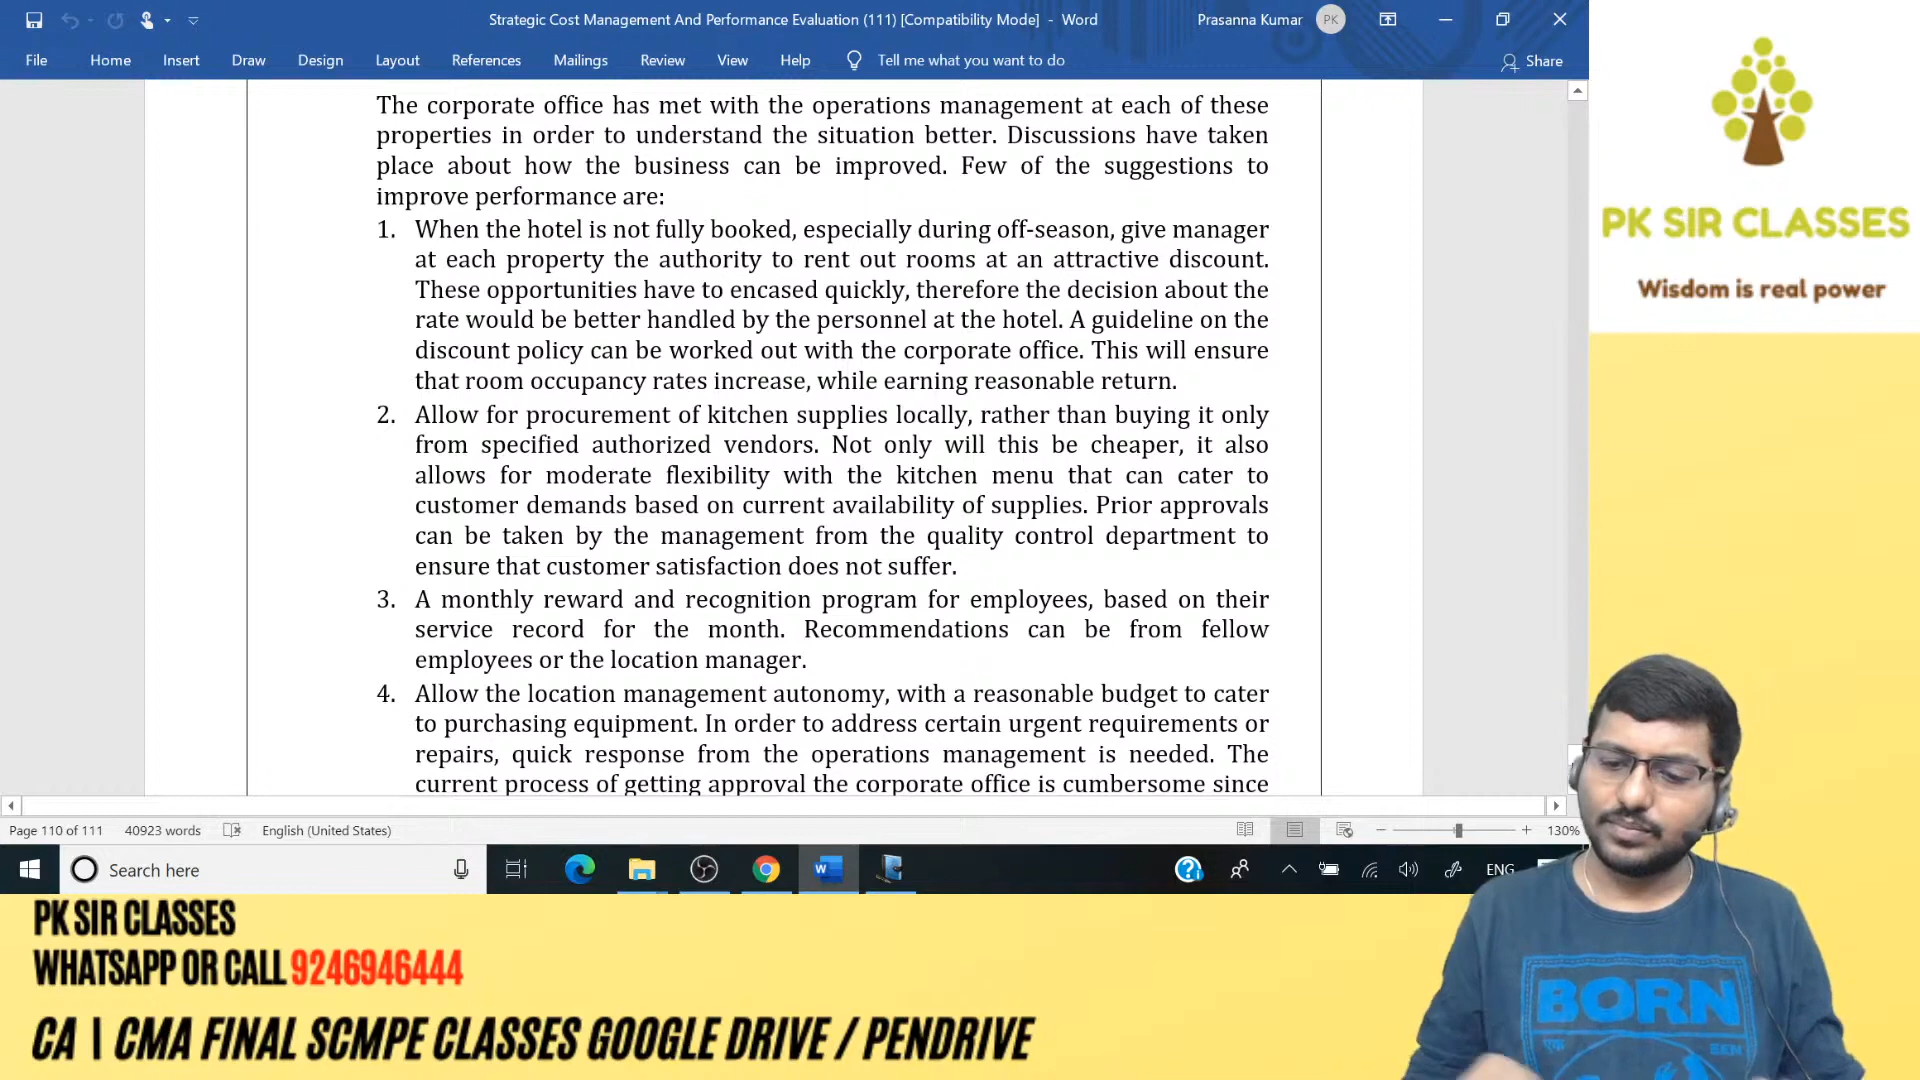 Strategic Cost Management And Performance Evaluation (111) [Compatibility Mode] - Word
Prasanna Kumar
PK
File Home Insert Draw Design Layout References Mailings Review View Help Tell me what you want to do Share
The corporate office has met with the operations management at each of these
properties in order to understand the situation better. Discussions have taken
place about how the business can be improved. Few of the suggestions to
improve performance are:
1. When the hotel is not fully booked, especially during off-season, give manager
at each property the authority to rent out rooms at an attractive discount.
These opportunities have to encased quickly, therefore the decision about the
rate would be better handled by the personnel at the hotel. A guideline on the
discount policy can be worked out with the corporate office. This will ensure
that room occupancy rates increase, while earning reasonable return.
2. Allow for procurement of kitchen supplies locally, rather than buying it only
from specified authorized vendors. Not only will this be cheaper, it also
allows for moderate flexibility with the kitchen menu that can cater to
customer demands based on current availability of supplies. Prior approvals
can be taken by the management from the quality control department to
ensure that customer satisfaction does not suffer.
3. A monthly reward and recognition program for employees, based on their
service record for the month. Recommendations can be from fellow
employees or the location manager.
4. Allow the location management autonomy, with a reasonable budget to cater
to purchasing equipment. In order to address certain urgent requirements or
repairs, quick response from the operations management is needed. The
current process of getting approval the corporate office is cumbersome since
Page 110 of 111 40923 words English (United States) 130%
Search here
ENG
PK SIR CLASSES
Wisdom is real power
PK SIR CLASSES
WHATSAPP OR CALL 9246946444
CA \ CMA FINAL SCMPE CLASSES GOOGLE DRIVE / PENDRIVE
BORN